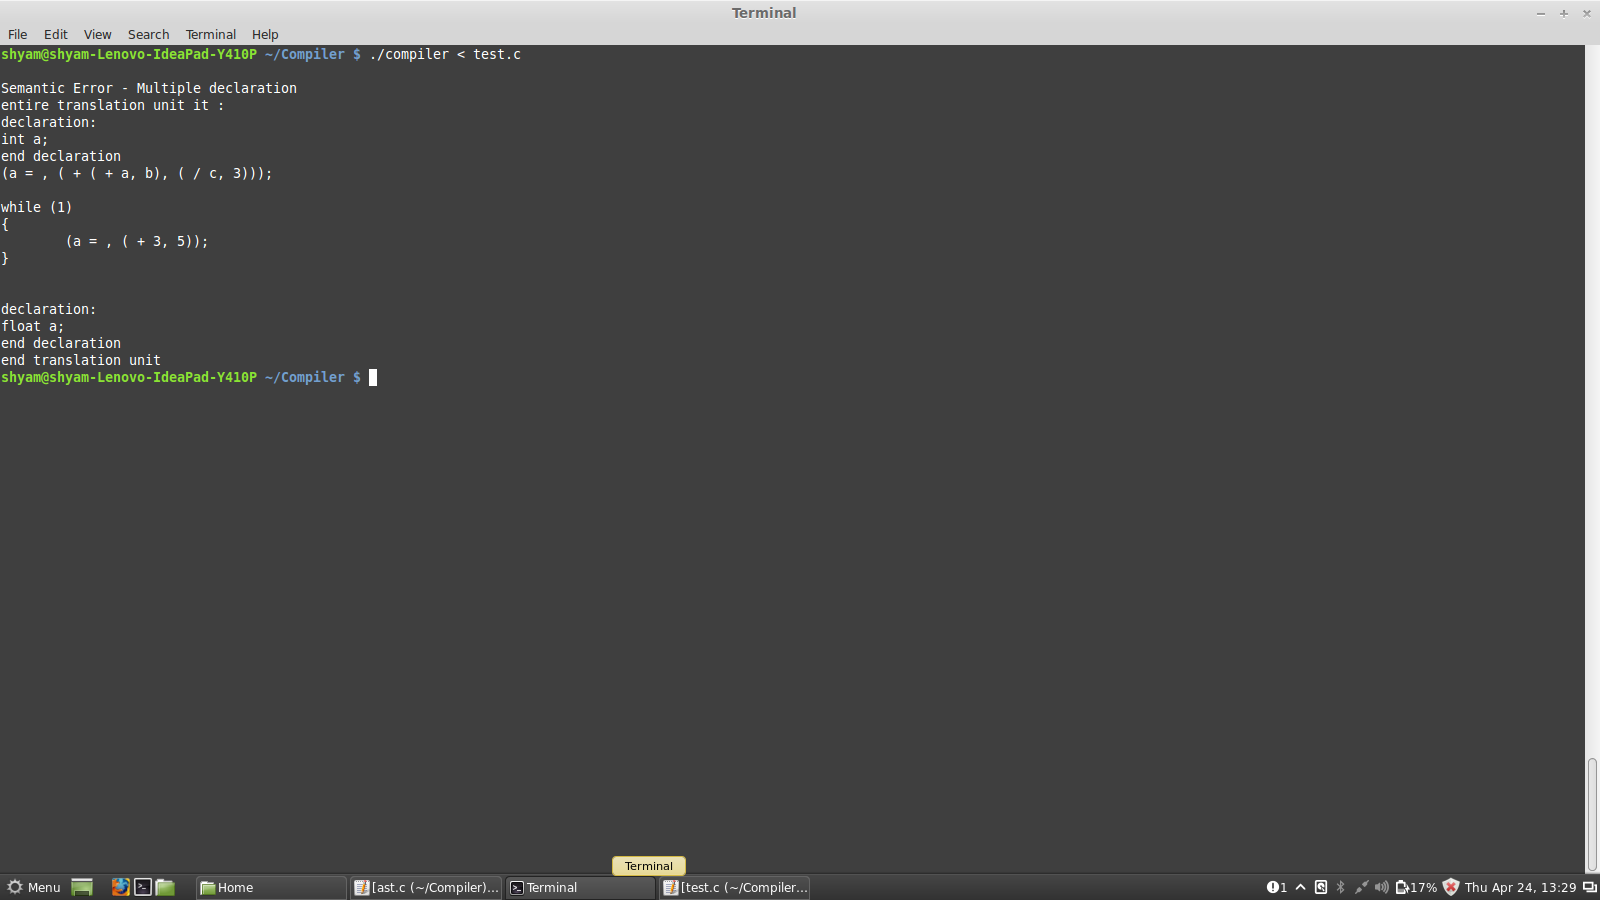 Terminal
File Edit View Search Terminal Help
shyam@shyam-Lenovo-IdeaPad-Y410P ~/Compiler $ ./compiler < test.c
Semantic Error - Multiple declaration
entire translation unit it :
declaration:
int a;
end declaration
(a = , ( + ( + a, b), ( / c, 3)));
while (1)
{
        (a = , ( + 3, 5));
}
declaration:
float a;
end declaration
end translation unit
shyam@shyam-Lenovo-IdeaPad-Y410P ~/Compiler $
Terminal
Menu Home [ast.c (~/Compiler)... Terminal [test.c (~/Compiler... 1 17% Thu Apr 24, 13:29